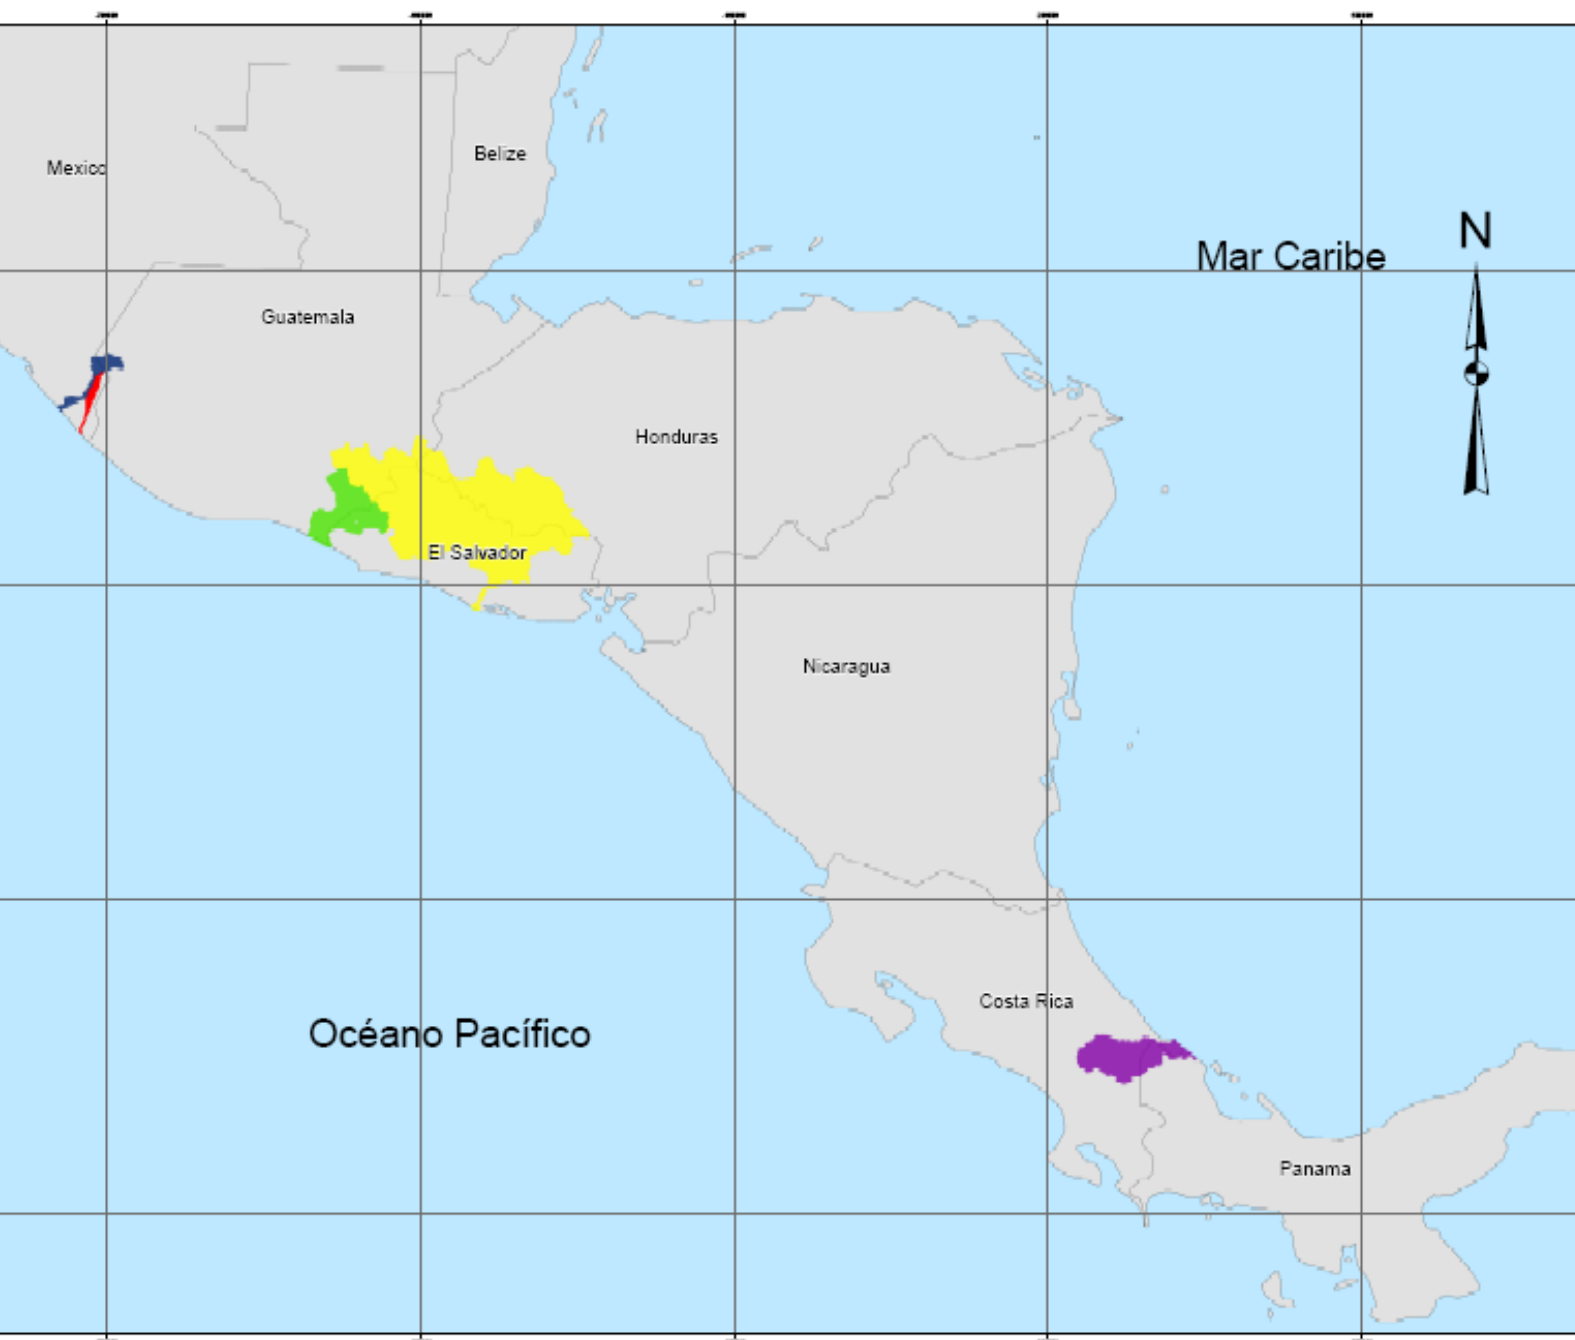 Belize
Mexico
N
Mar Caribe
Guatemala
Honduras
El Salvador
Nicaragua
Costa Rica
Océano Pacífico
Panama